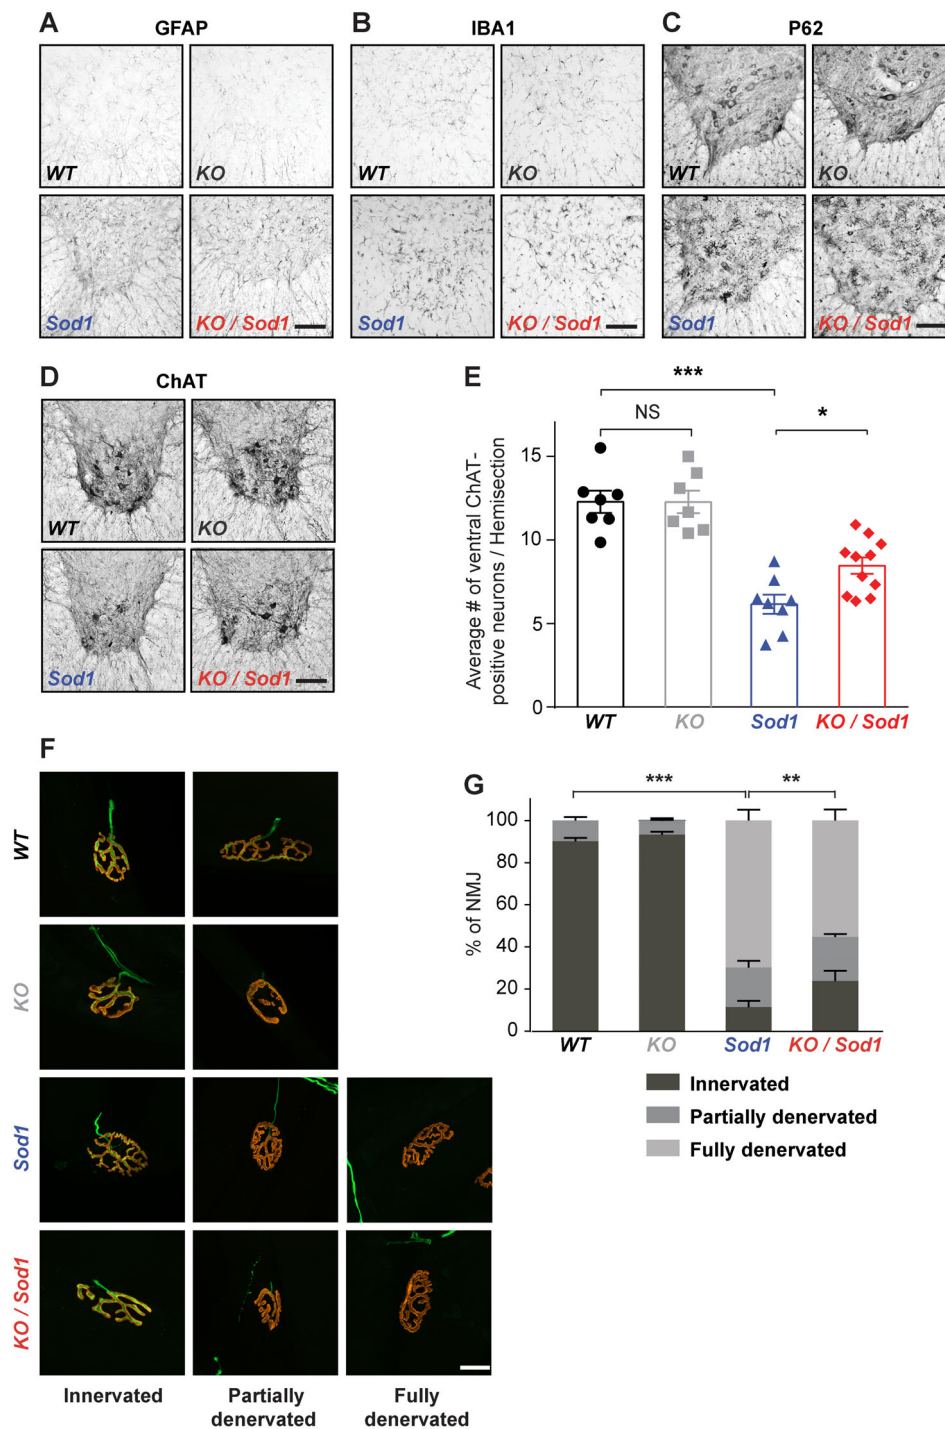 A GFAP
WT
KO
Sod1
KO / Sod1
B IBA1
WT
KO
Sod1
KO / Sod1
C P62
WT
KO
Sod1
KO / Sod1
D ChAT
WT
KO
Sod1
KO / Sod1
E
***
NS
*
Average # of ventral ChAT-
positive neurons / Hemisection
15
10
5
0
WT
KO
Sod1
KO / Sod1
F
WT
KO
Sod1
KO / Sod1
Innervated
Partially
denervated
Fully
denervated
G
***
**
% of NMJ
100
80
60
40
20
0
WT
KO
Sod1
KO / Sod1
Innervated
Partially denervated
Fully denervated